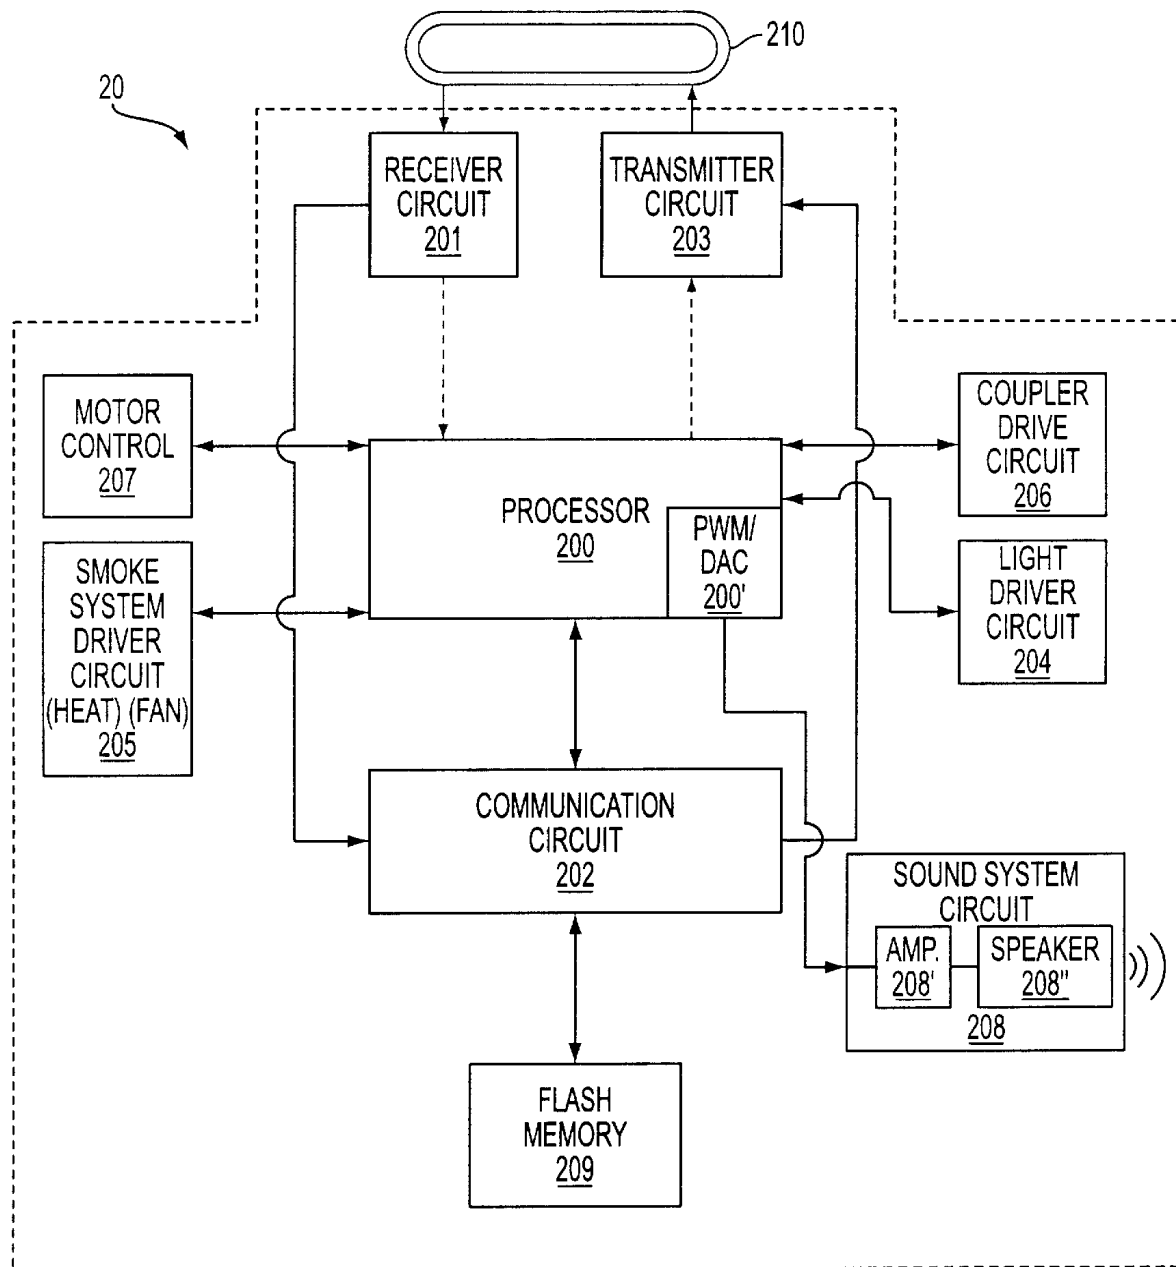 210
20
RECEIVER
CIRCUIT
201
TRANSMITTER
CIRCUIT
203
MOTOR
CONTROL
207
COUPLER
DRIVE
CIRCUIT
206
PROCESSOR
200
PWM/
DAC
200'
SMOKE
SYSTEM
DRIVER
CIRCUIT
(HEAT) (FAN)
205
LIGHT
DRIVER
CIRCUIT
204
COMMUNICATION
CIRCUIT
202
SOUND SYSTEM
CIRCUIT
AMP.
208'
SPEAKER
208"
208
FLASH
MEMORY
209